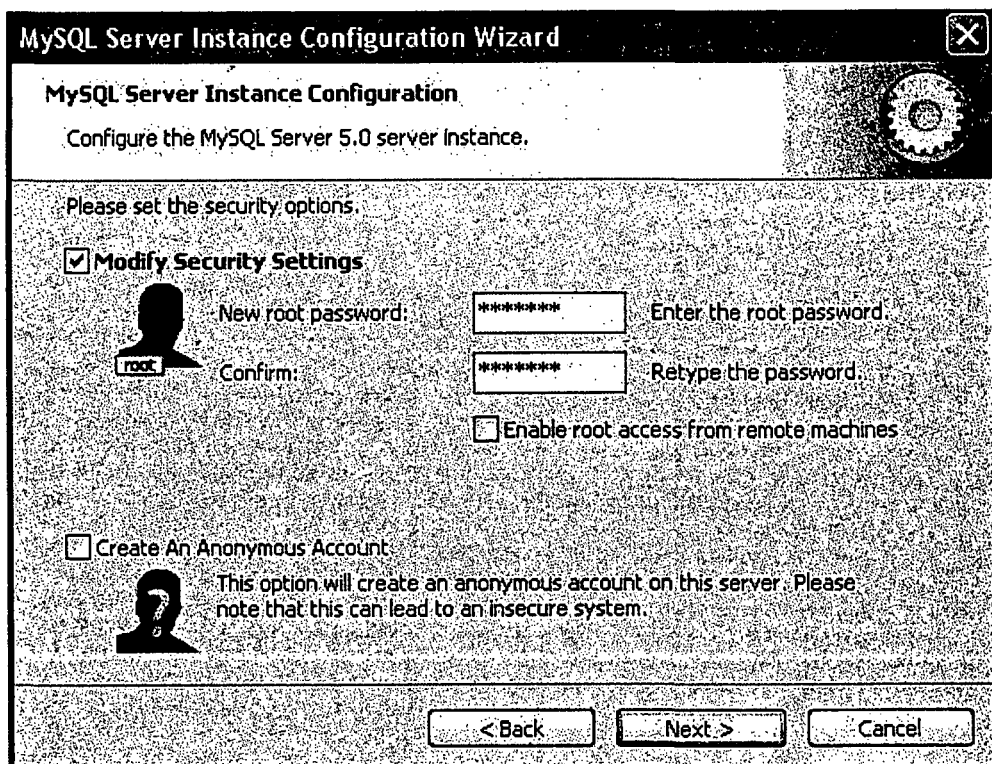 MySQL Server Instance Configuration Wizard
MySQL Server Instance Configuration
Configure the MySQL Server 5.0 server instance.
Please set the security options.
Modify Security Settings
root
New root password:
*******
Enter the root password.
Confirm:
*******
Retype the password.
Enable root access from remote machines
Create An Anonymous Account
?
This option will create an anonymous account on this server. Please
note that this can lead to an insecure system.
< Back
Next >
Cancel